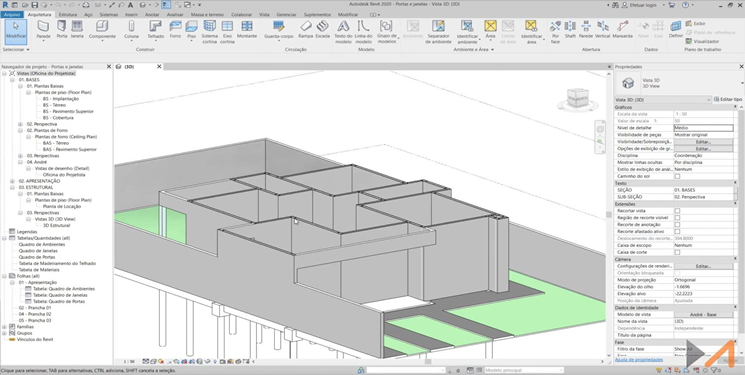 Autodesk Revit 2020 - Portas e janelas - Vista 3D: {3D}
Efetuar login
Arquivo Arquitetura Estrutura Aço Sistemas Inserir Anotar Analisar Massa e terreno Colaborar Vista Gerenciar Suplementos Modificar
Modificar Parede Porta Janela Componente Coluna Telhado Forro Piso Sistema cortina Eixo cortina Montante Guarda-corpo Rampa Escada Texto do modelo Linha do modelo Grupo de modelo Ambiente Separador de ambiente Identificar ambiente Área Identificar área Por face Shaft Parede Vertical Mansarda Definir
Exibir
Plano de referência
Visualizador
Selecionar Construir Circulação Modelo Ambiente e Área Abertura Dados Plano de trabalho
Navegador de projeto - Portas e janelas
Vistas (Oficina do Projetista)
01. BASES
01. Plantas Baixas
Plantas de piso (Floor Plan)
BS - Implantação
BS - Térreo
BS - Pavimento Superior
BS - Cobertura
02. Perspectiva
02. Plantas de Forro
Plantas de forro (Ceiling Plan)
BAS - Térreo
BAS - Pavimento Superior
03. Perspectivas
04. André
Vistas de desenho (Detail)
Oficina do Projetista
02. APRESENTAÇÃO
03. ESTRUTURAL
01. Plantas Baixas
Planta de Locação
03. Perspectivas
Vistas 3D (3D View)
3D Estrutural
Legendas
Tabelas/Quantidades (all)
Quadro de Ambientes
Quadro de Janelas
Quadro de Portas
Tabela de Madeiramento do Telhado
Tabela de Materiais
Folhas (all)
01 - Apresentação
Tabela: Quadro de Ambientes
Tabela: Quadro de Janelas
Tabela: Quadro de Portas
02 - Prancha 01
04 - Prancha 02
05 - Prancha 03
Famílias
Grupos
Vínculos do Revit
{3D}
Propriedades
Vista 3D
3D View
Vista 3D: {3D}
Editar tipo
Gráficos
Escala da vista 1 : 50
Valor da escala 1: 50
Nível de detalhe Médio
Visibilidade de peças Mostrar original
Visibilidade/Sobreposiçã... Editar...
Opções de exibição de gr... Editar...
Disciplina Coordenação
Mostrar linhas ocultas Por disciplina
Estilo de exibição de análi... Nenhum
Caminho do sol
Texto
SEÇÃO 01. BASES
SUB-SEÇÃO 02. Perspectiva
Extensões
Recortar vista
Região de recorte visível
Recorte de anotação
Recorte afastado ativo
Deslocamento do recorte ... 304.8000
Caixa de escopo Nenhum
Caixa de corte
Câmera
Configurações de renderi... Editar...
Orientação bloqueada
Modo de projeção Ortogonal
Elevação do olho -1.6696
Elevação alvo -22.2223
Posição da câmera Ajustada
Dados de identidade
Modelo de vista André - Base
Nome da vista {3D}
Dependência Independente
Título da página
Fase
Filtro da fase Show All
Ajuda de propriedades
1 : 50
Clique para selecionar, TAB para alternativas, CTRL adiciona, SHIFT cancela a seleção.
Modelo principal